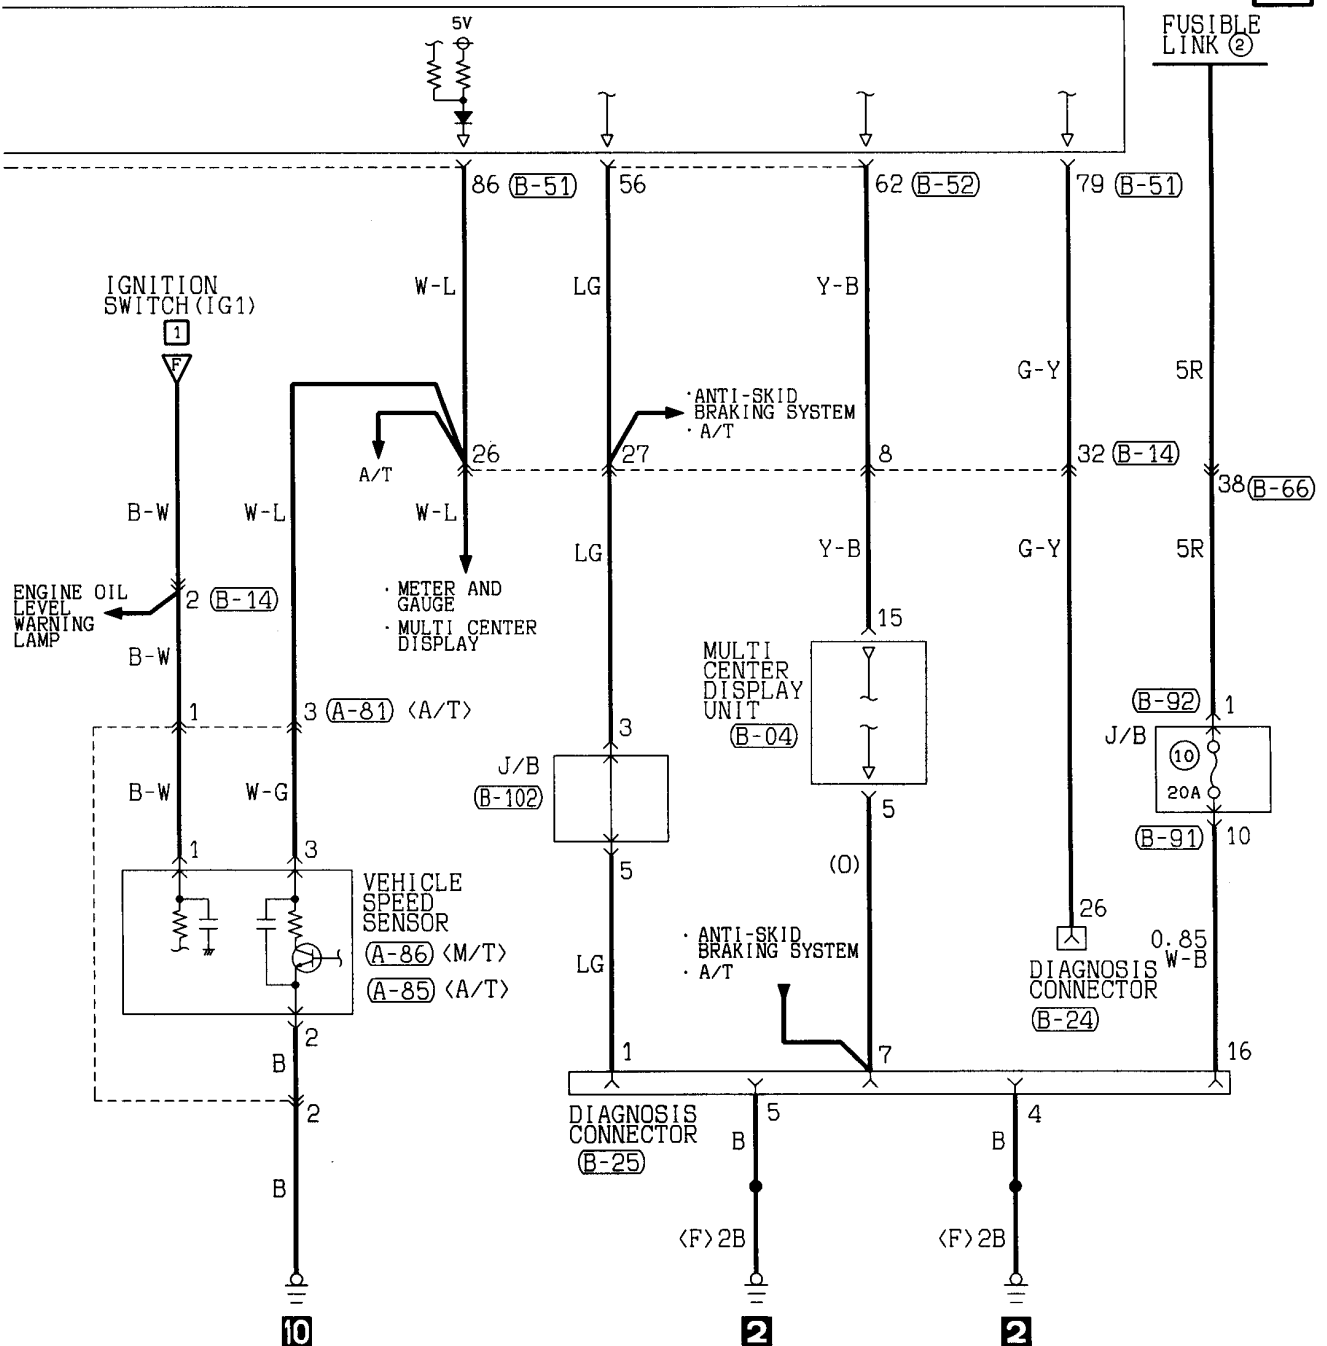 5V
FUSIBLE
LINK ②
86 (B-51)
56
62 (B-52)
79 (B-51)
IGNITION
SWITCH(IG1)
1
F
W-L
LG
Y-B
G-Y
5R
· ANTI-SKID
BRAKING SYSTEM
· A/T
A/T
26
27
8
32 (B-14)
38 (B-66)
B-W
W-L
W-L
LG
Y-B
G-Y
5R
ENGINE OIL
LEVEL
WARNING
LAMP
2 (B-14)
· METER AND
GAUGE
· MULTI CENTER
DISPLAY
15
B-W
MULTI
CENTER
DISPLAY
UNIT
(B-04)
1
3 (A-81) <A/T>
3
(B-92) 1
J/B
(B-102)
J/B
10
20A
B-W
W-G
5
(B-91) 10
1
3
5
(O)
VEHICLE
SPEED
SENSOR
(A-86) <M/T>
(A-85) <A/T>
26
DIAGNOSIS
CONNECTOR
(B-24)
0.85
W-B
LG
· ANTI-SKID
BRAKING SYSTEM
· A/T
2
B
1
7
16
2
DIAGNOSIS
CONNECTOR
(B-25)
5
4
B
B
B
<F>2B
<F>2B
10
2
2